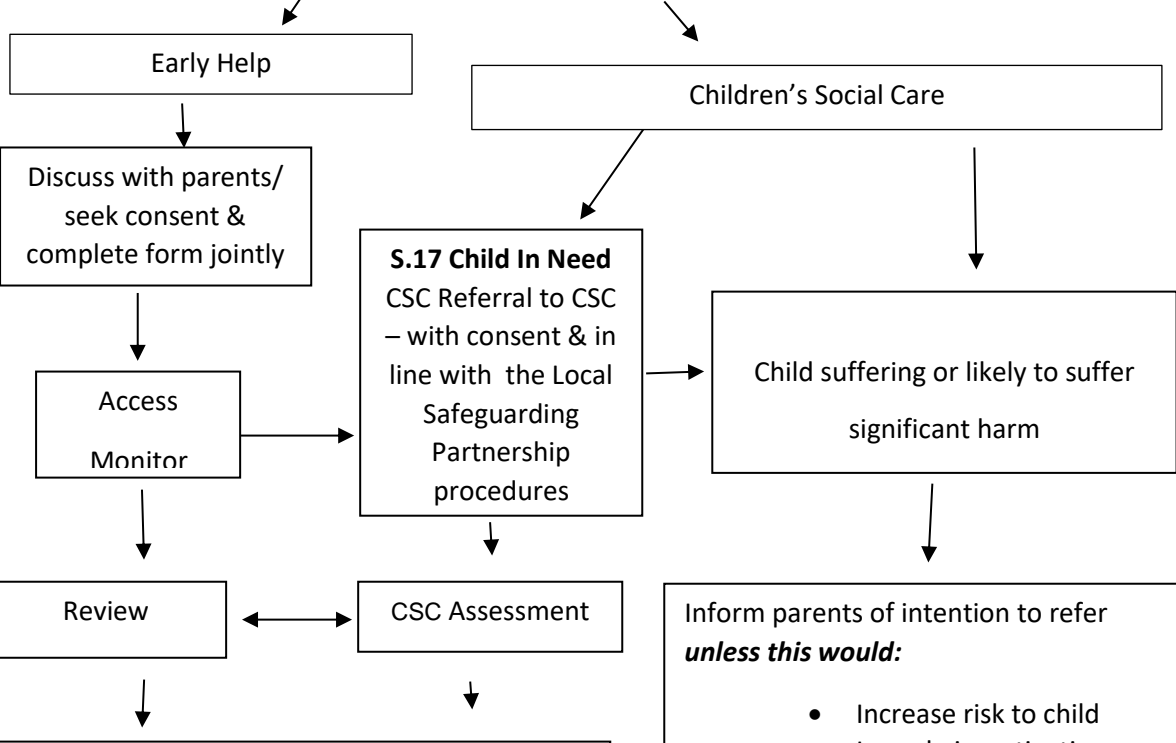 Early Help
Children's Social Care
Discuss with parents/
seek consent &
complete form jointly
S.17 Child In Need
CSC Referral to CSC
– with consent & in
line with the Local
Safeguarding
Partnership
procedures
Child suffering or likely to suffer
significant harm
Access
Monitor
Review
CSC Assessment
Inform parents of intention to refer
unless this would:
• Increase risk to child